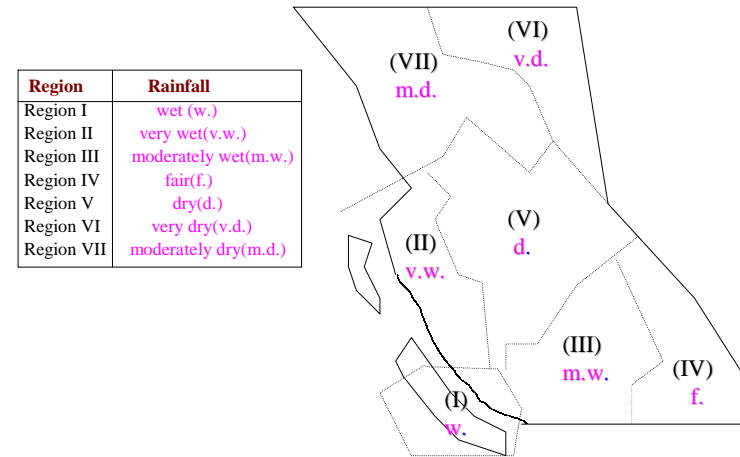 Region Rainfall
Region I wet (w.)
Region II very wet(v.w.)
Region III moderately wet(m.w.)
Region IV fair(f.)
Region V dry(d.)
Region VI very dry(v.d.)
Region VII moderately dry(m.d.)
(VI)
v.d.
(VII)
m.d.
(V)
d.
(II)
v.w.
(III)
m.w.
(IV)
f.
(I)
w.